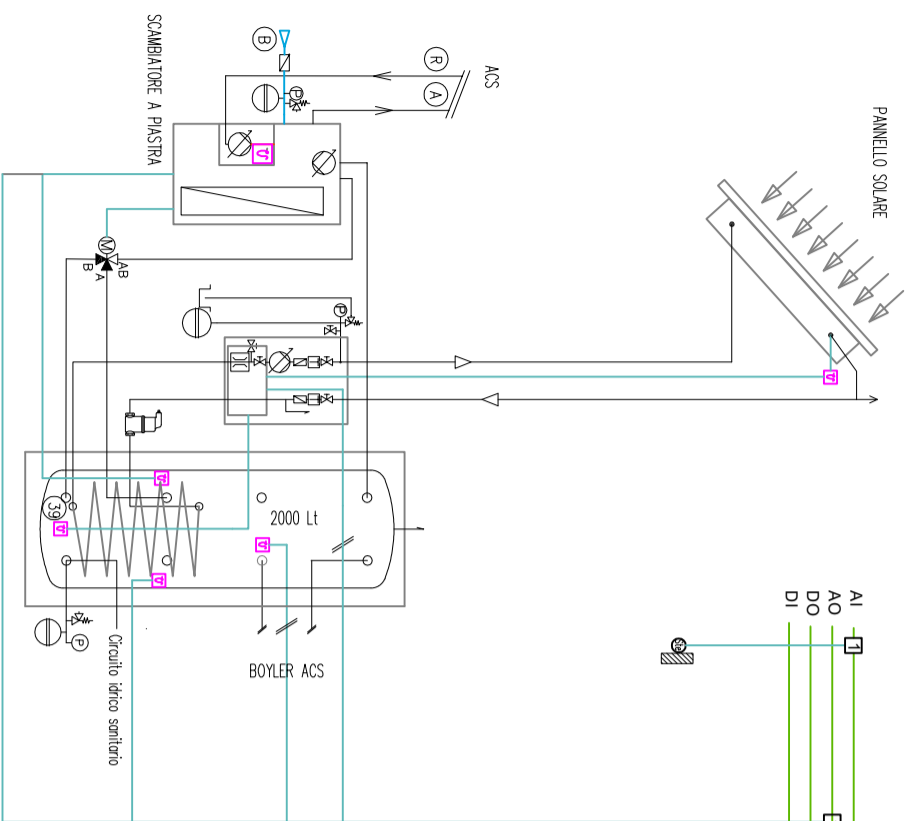 SCAMBIATORE A PIASTRA
B
R
A
ACS
P
PANNELLO SOLARE
M
AB
B
A
P
39
2000 Lt
P
Circuito idrico sanitario
BOYLER ACS
AI
AO
DO
DI
1
Ste